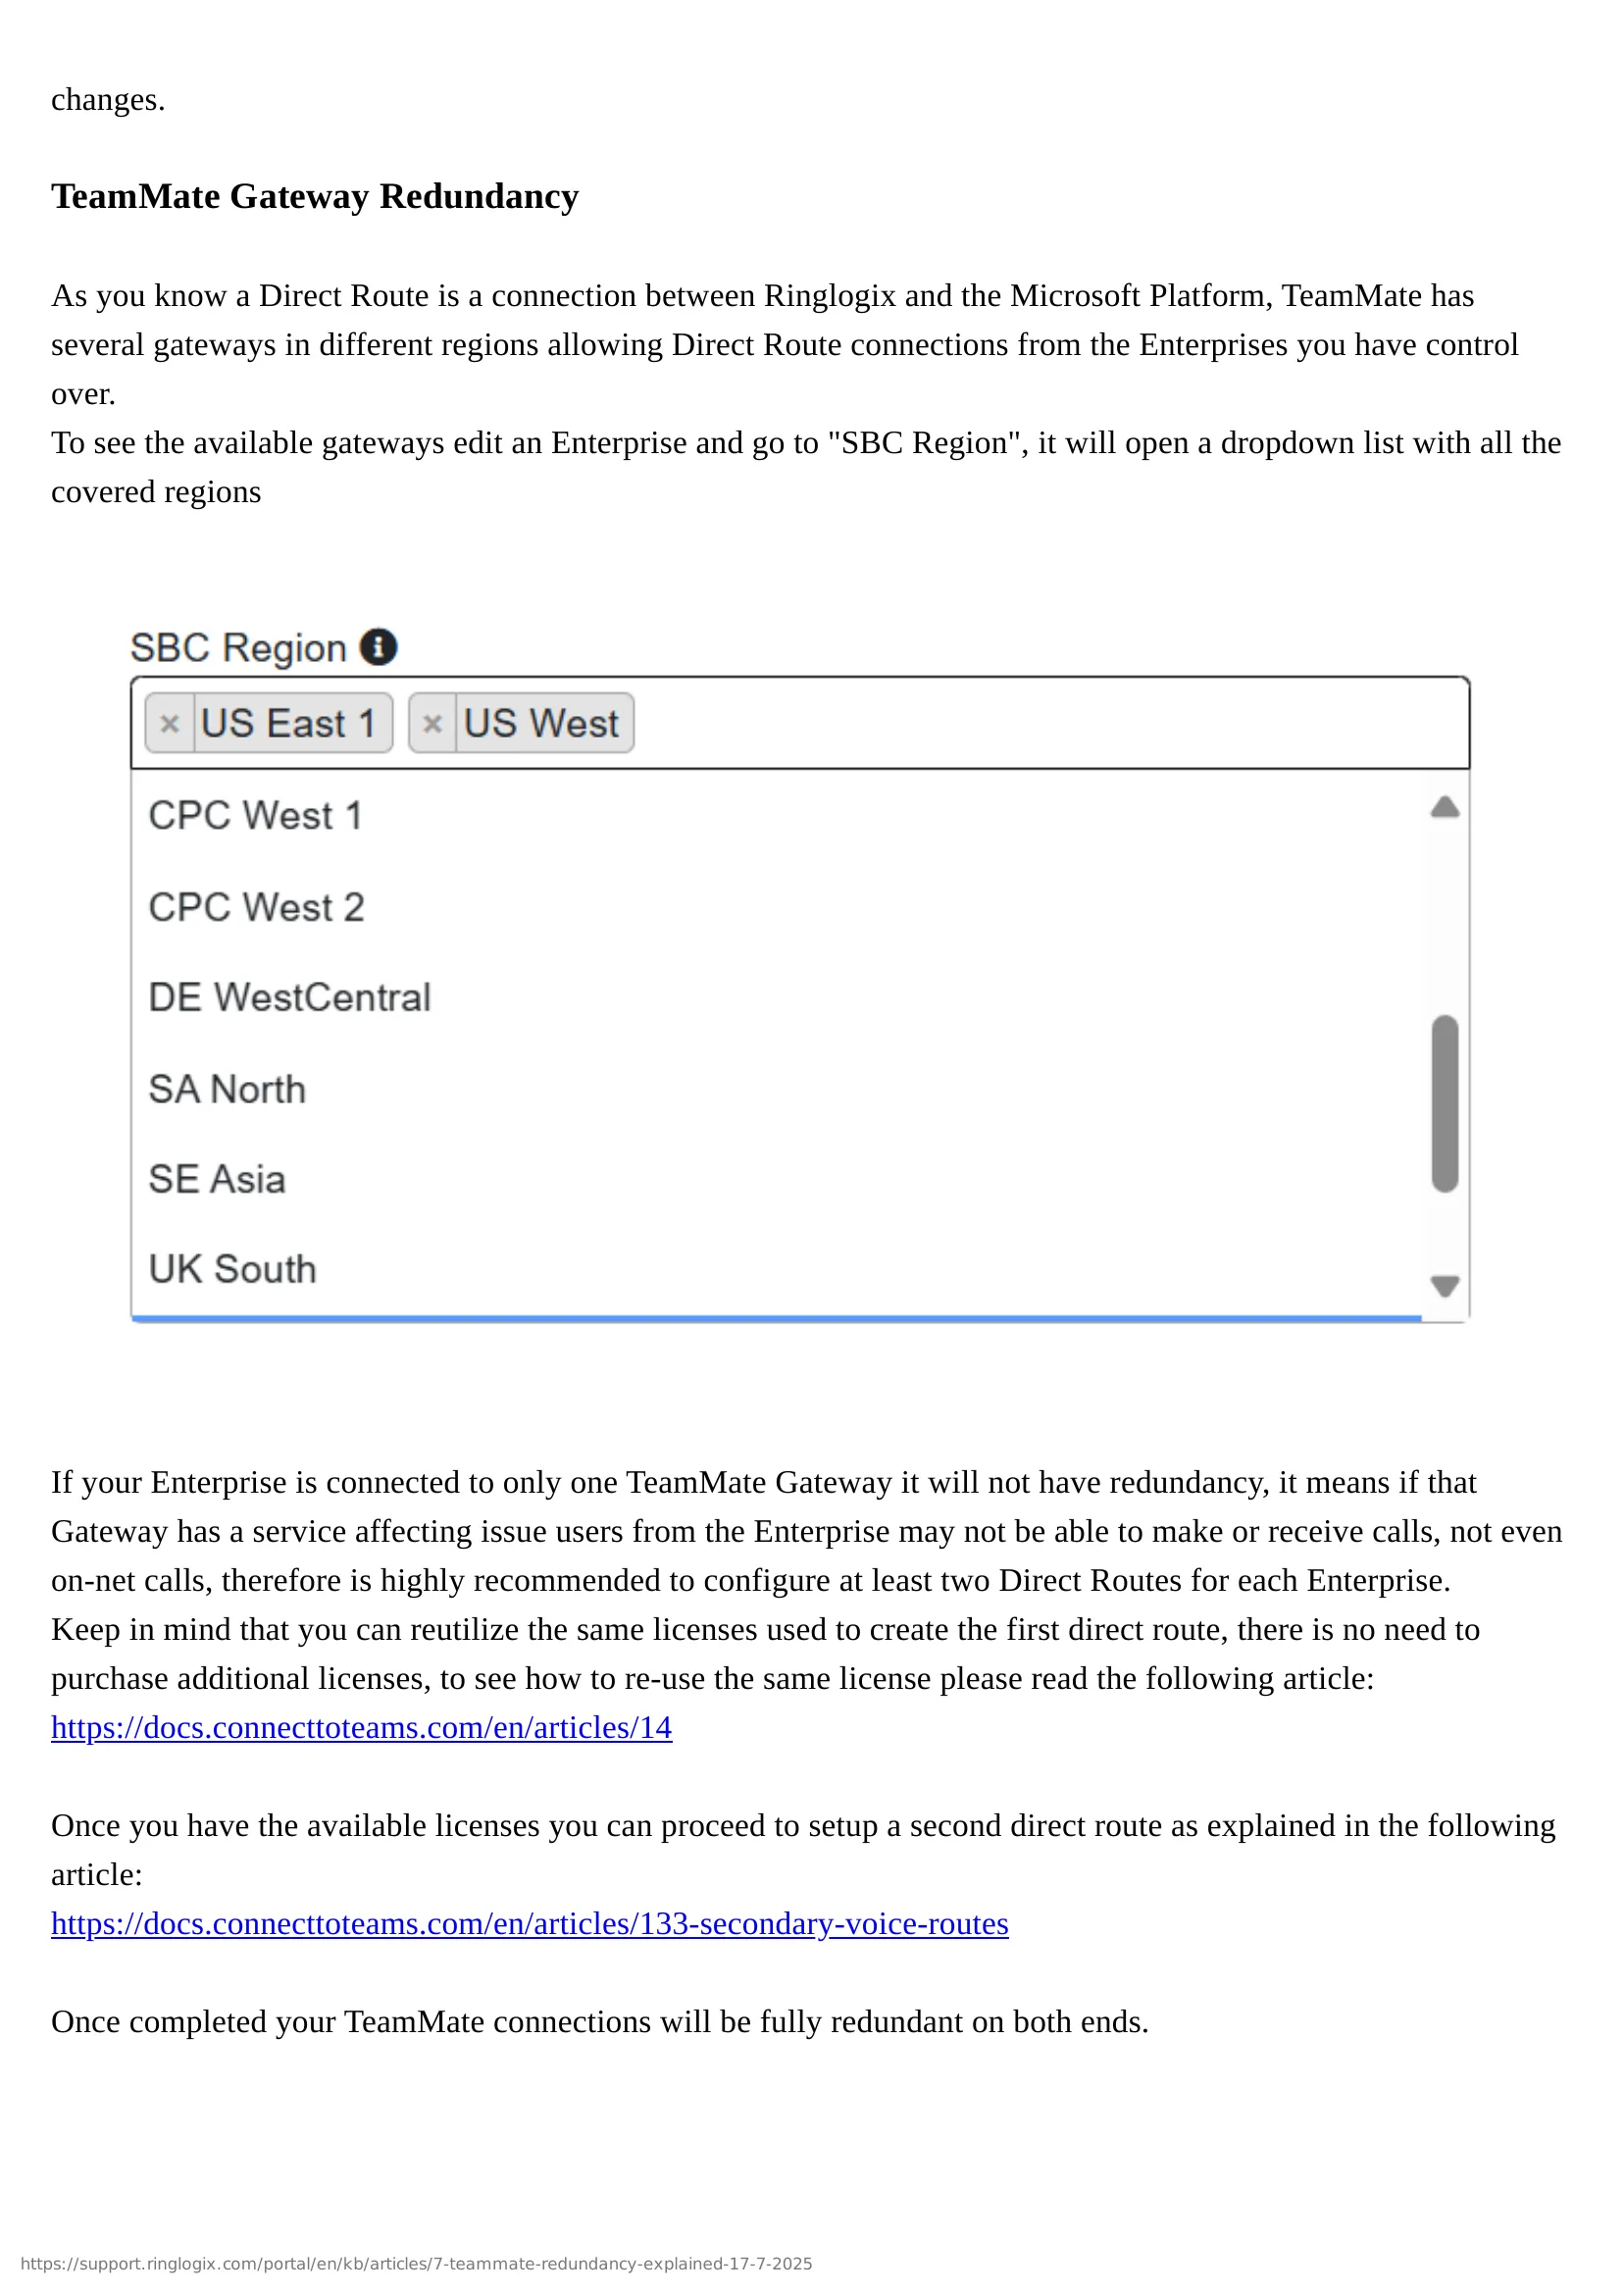 changes.
TeamMate Gateway Redundancy
As you know a Direct Route is a connection between Ringlogix and the Microsoft Platform, TeamMate has
several gateways in different regions allowing Direct Route connections from the Enterprises you have control
over.
To see the available gateways edit an Enterprise and go to "SBC Region", it will open a dropdown list with all the
covered regions
SBC Region
× US East 1 × US West
CPC West 1
CPC West 2
DE WestCentral
SA North
SE Asia
UK South
If your Enterprise is connected to only one TeamMate Gateway it will not have redundancy, it means if that
Gateway has a service affecting issue users from the Enterprise may not be able to make or receive calls, not even
on-net calls, therefore is highly recommended to configure at least two Direct Routes for each Enterprise.
Keep in mind that you can reutilize the same licenses used to create the first direct route, there is no need to
purchase additional licenses, to see how to re-use the same license please read the following article:
https://docs.connecttoteams.com/en/articles/14
Once you have the available licenses you can proceed to setup a second direct route as explained in the following
article:
https://docs.connecttoteams.com/en/articles/133-secondary-voice-routes
Once completed your TeamMate connections will be fully redundant on both ends.
https://support.ringlogix.com/portal/en/kb/articles/7-teammate-redundancy-explained-17-7-2025